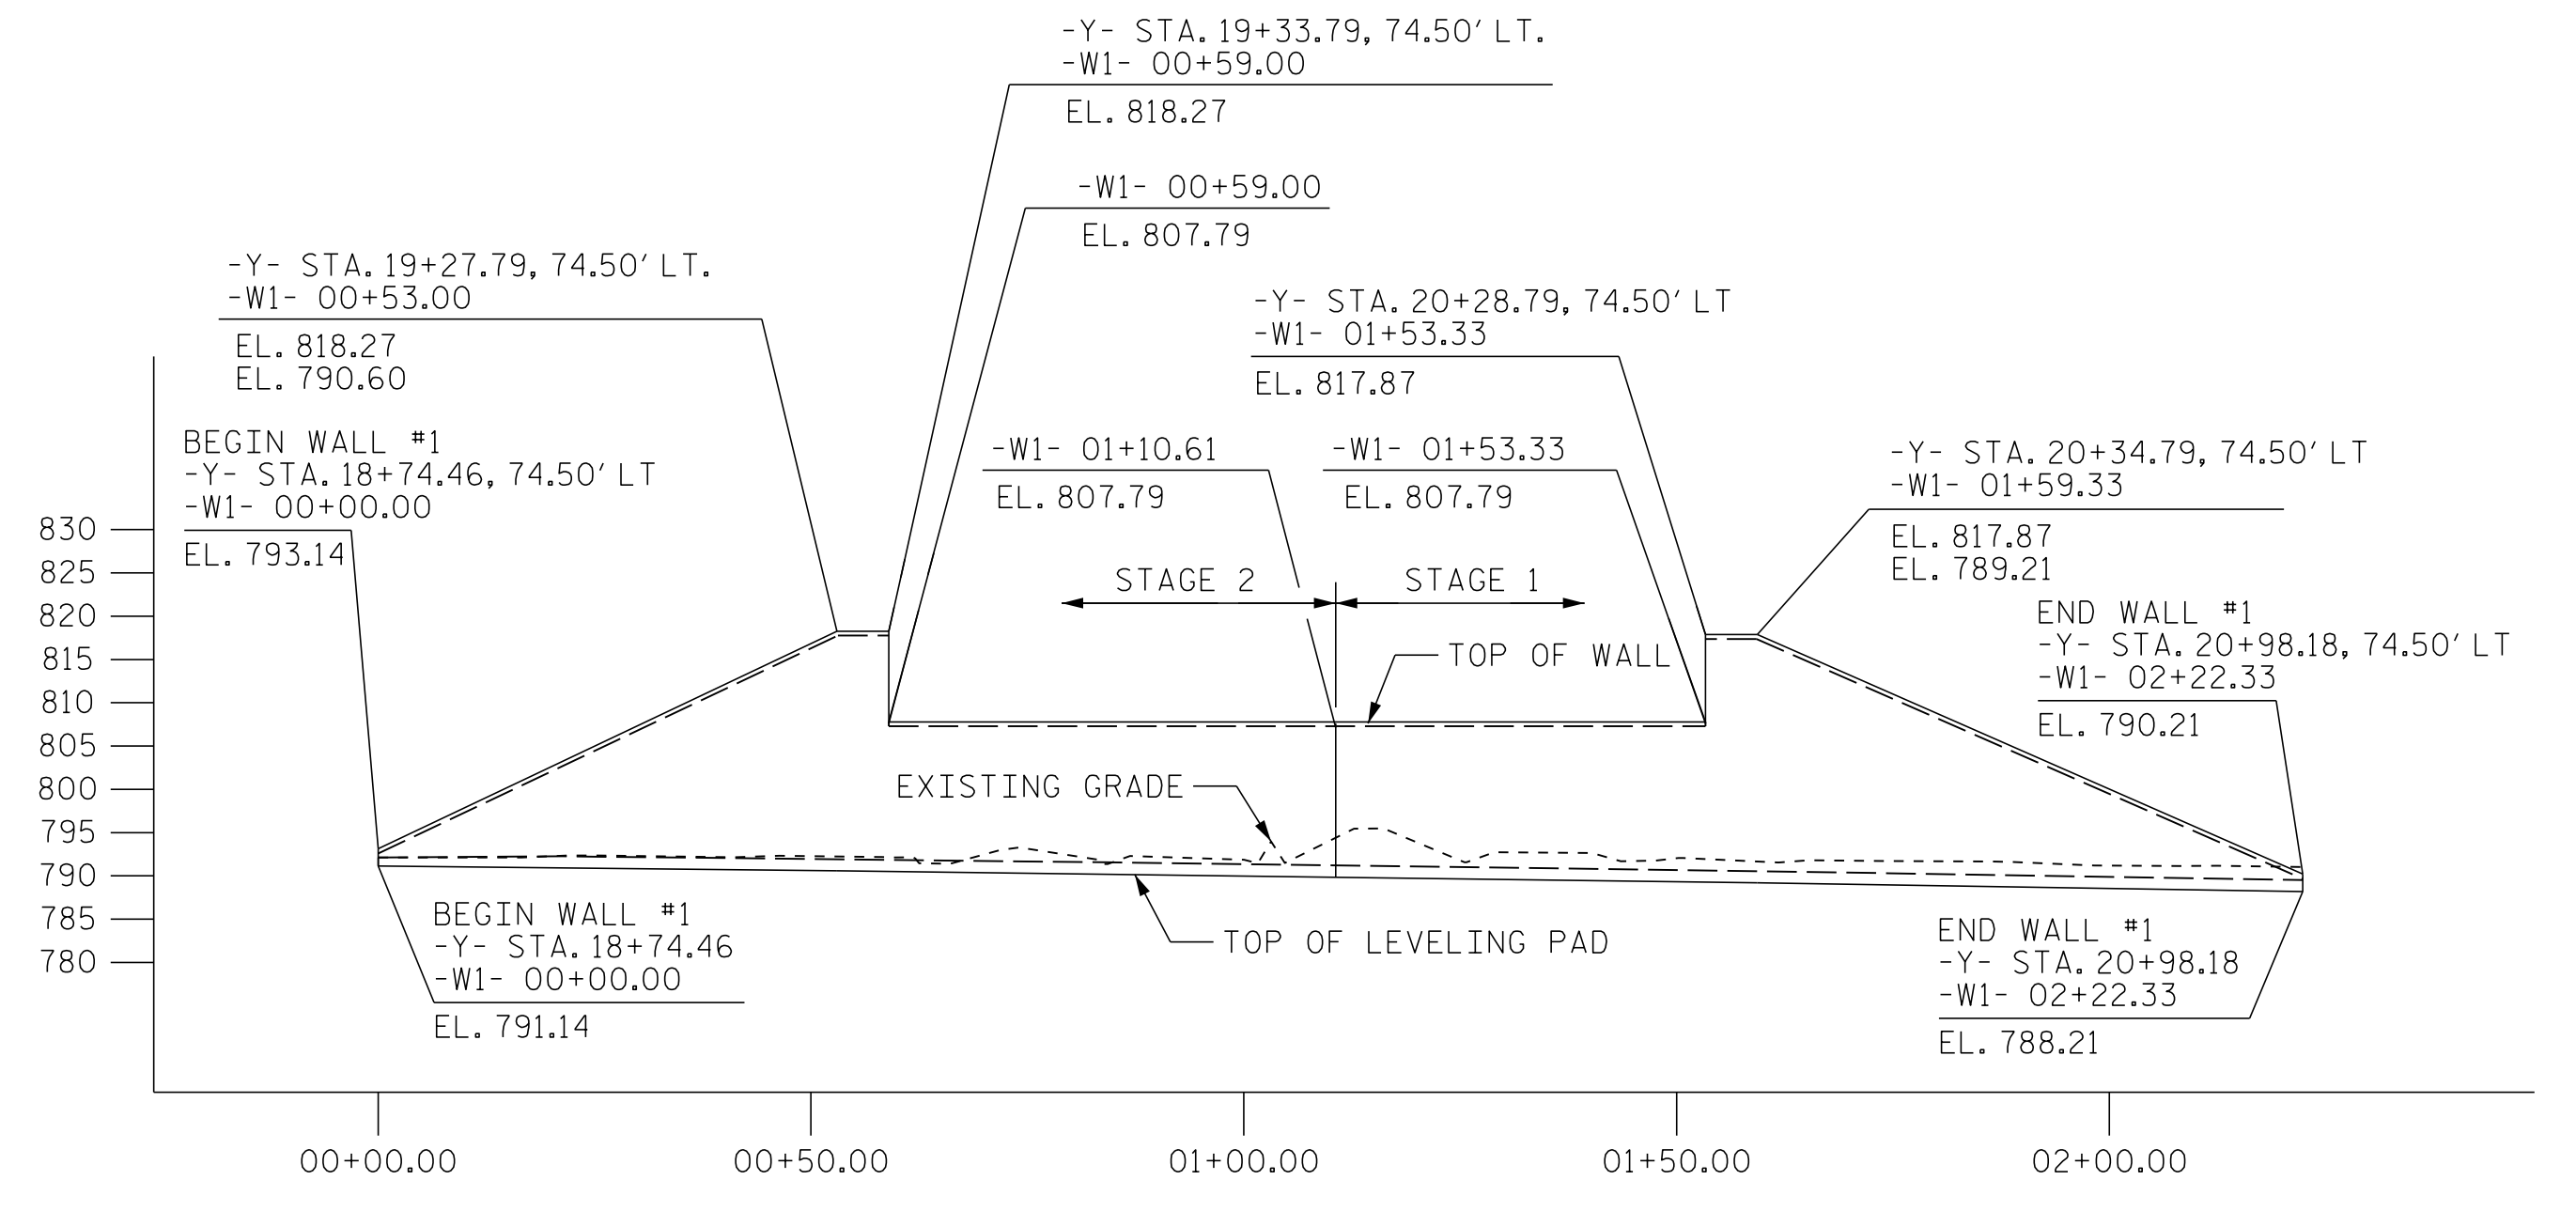 -Y- STA. 19+33.79, 74.50' LT.
-W1- 00+59.00
EL. 818.27
-W1- 00+59.00
EL. 807.79
-Y- STA. 19+27.79, 74.50' LT.
-W1- 00+53.00
EL. 818.27
EL. 790.60
-Y- STA. 20+28.79, 74.50' LT
-W1- 01+53.33
EL. 817.87
BEGIN WALL #1
-Y- STA. 18+74.46, 74.50' LT
-W1- 00+00.00
EL. 793.14
-W1- 01+10.61
EL. 807.79
-W1- 01+53.33
EL. 807.79
-Y- STA. 20+34.79, 74.50' LT
-W1- 01+59.33
EL. 817.87
EL. 789.21
STAGE 2
STAGE 1
END WALL #1
-Y- STA. 20+98.18, 74.50' LT
-W1- 02+22.33
EL. 790.21
TOP OF WALL
EXISTING GRADE
830
825
820
815
810
805
800
795
790
785
780
BEGIN WALL #1
-Y- STA. 18+74.46
-W1- 00+00.00
EL. 791.14
TOP OF LEVELING PAD
END WALL #1
-Y- STA. 20+98.18
-W1- 02+22.33
EL. 788.21
00+00.00
00+50.00
01+00.00
01+50.00
02+00.00